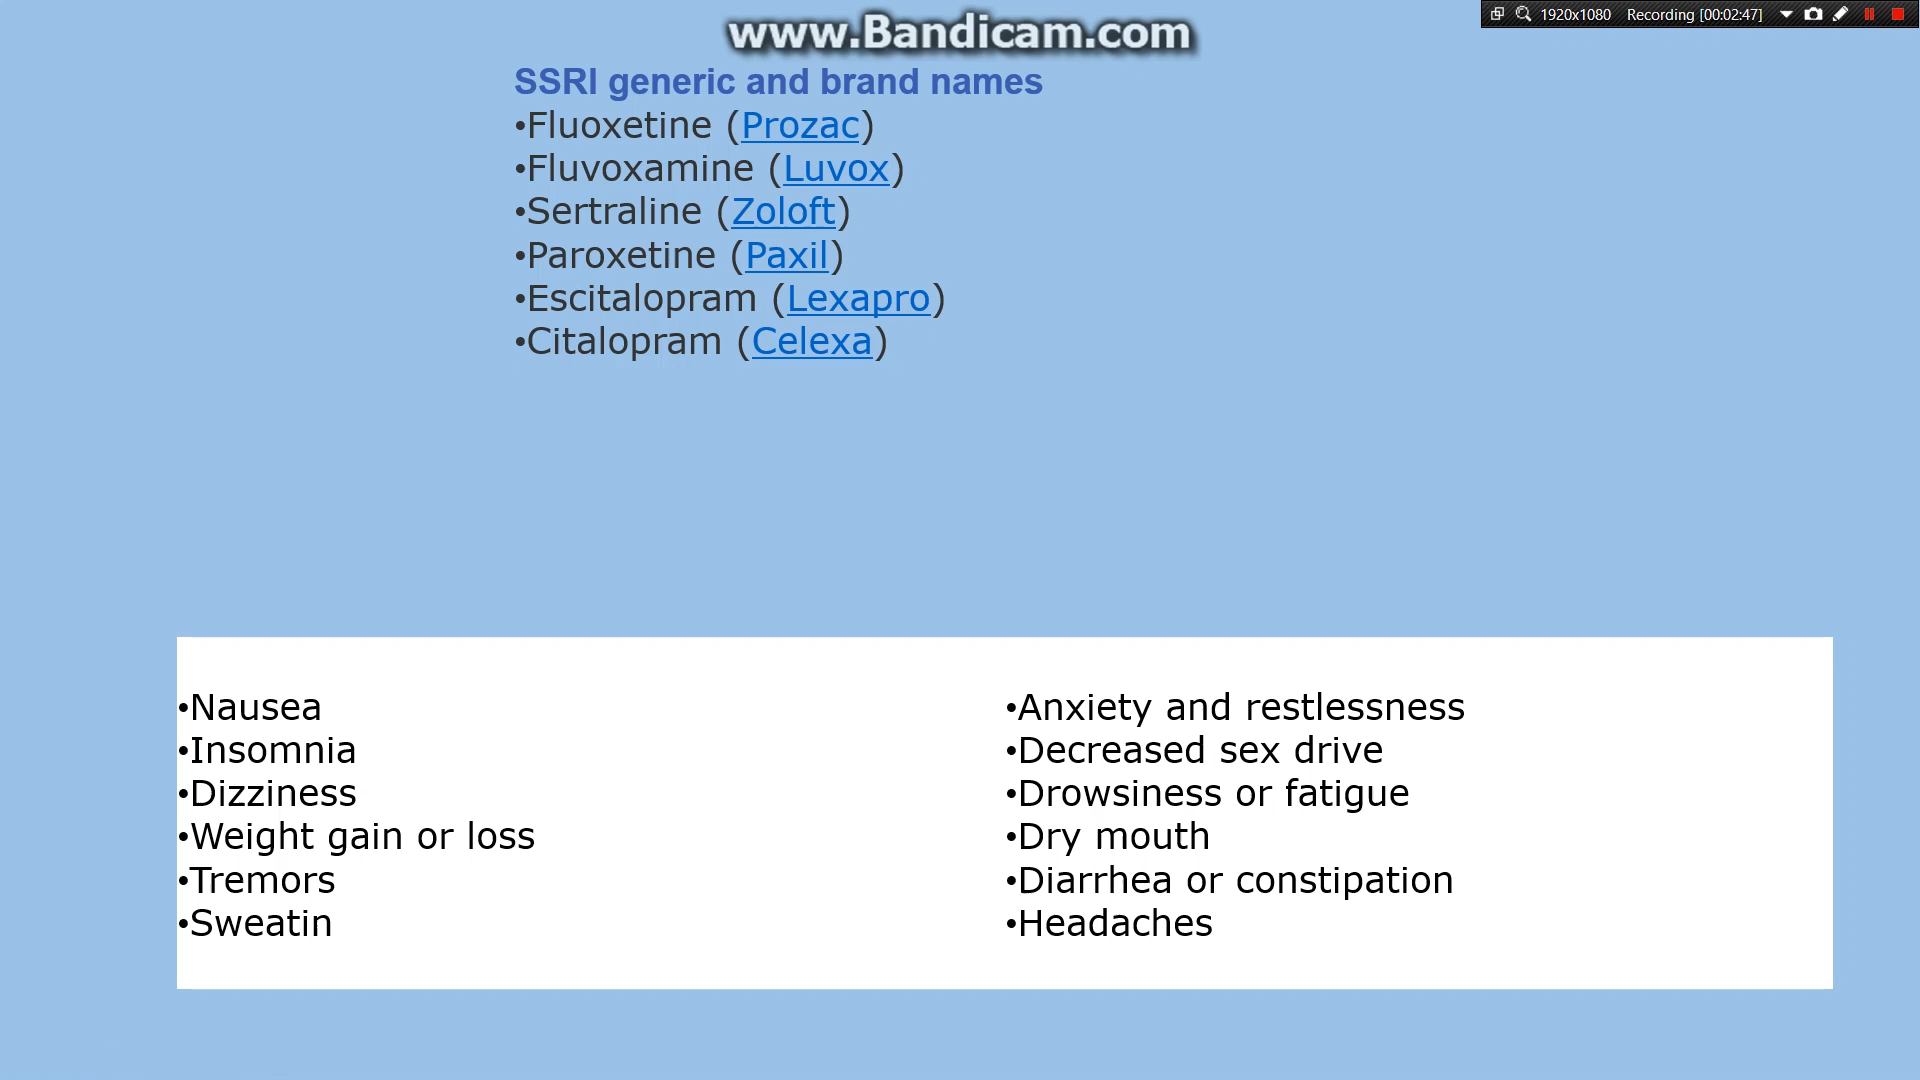 www.Bandicam.com
1920x1080 Recording [00:02:47]
SSRI generic and brand names
•Fluoxetine (Prozac)
•Fluvoxamine (Luvox)
•Sertraline (Zoloft)
•Paroxetine (Paxil)
•Escitalopram (Lexapro)
•Citalopram (Celexa)
•Nausea
•Insomnia
•Dizziness
•Weight gain or loss
•Tremors
•Sweatin
•Anxiety and restlessness
•Decreased sex drive
•Drowsiness or fatigue
•Dry mouth
•Diarrhea or constipation
•Headaches